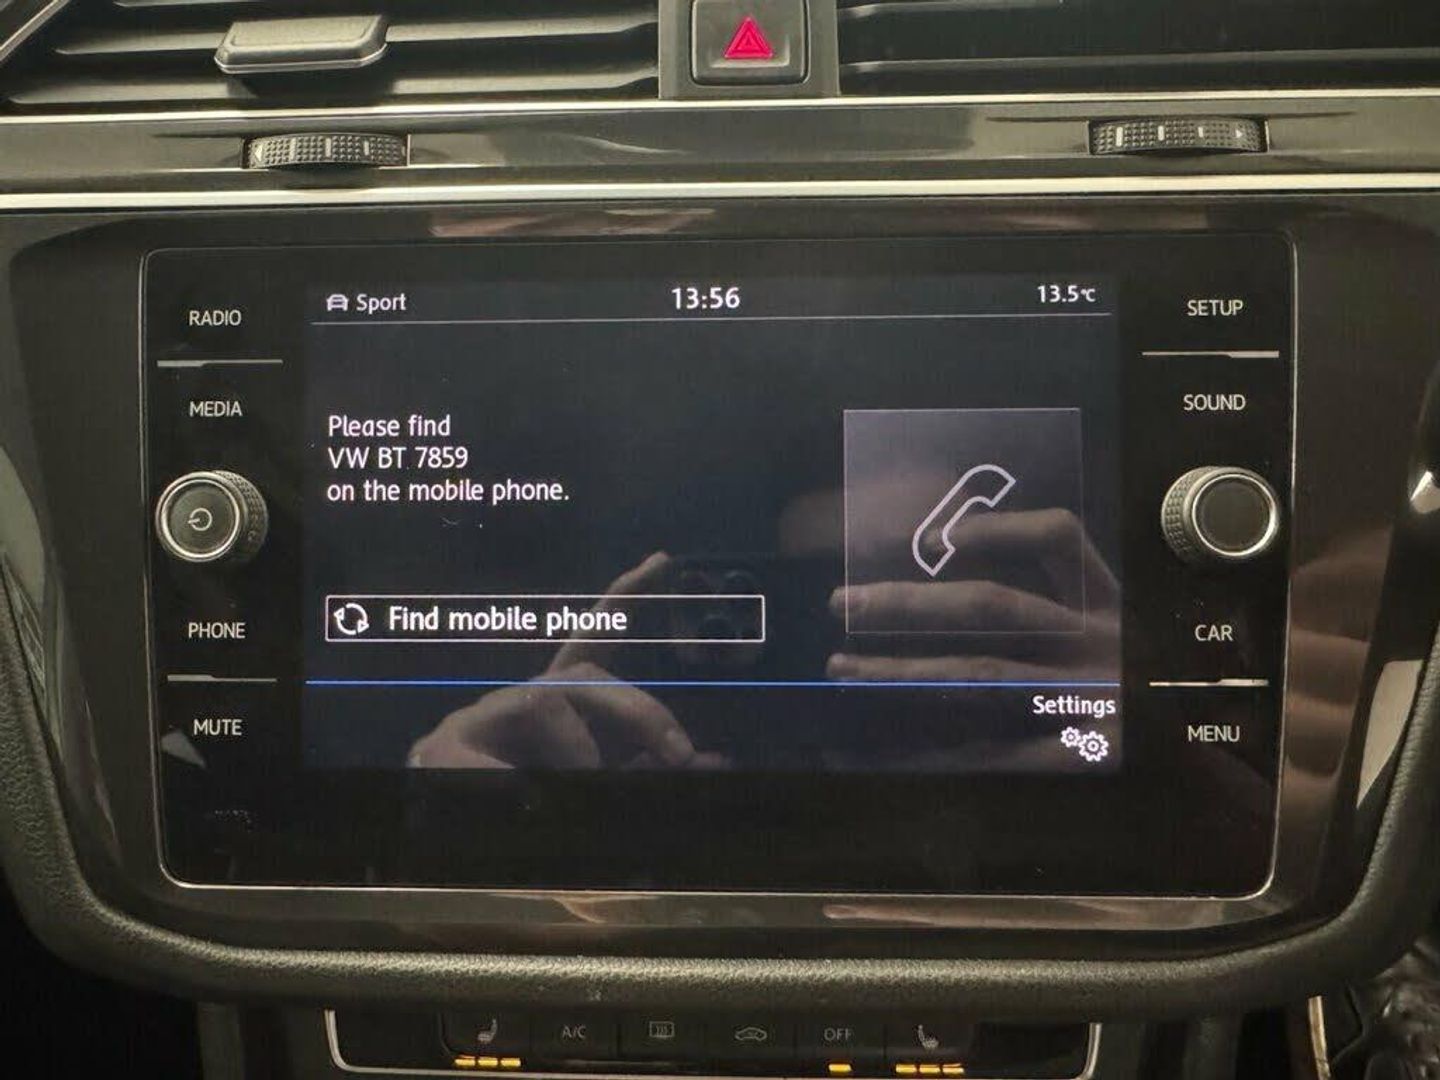 Sport 13:56 13.5°C
RADIO
MEDIA
PHONE
MUTE
Please find
VW BT 7859
on the mobile phone.
Find mobile phone
Settings
SETUP
SOUND
CAR
MENU
A/C
OFF